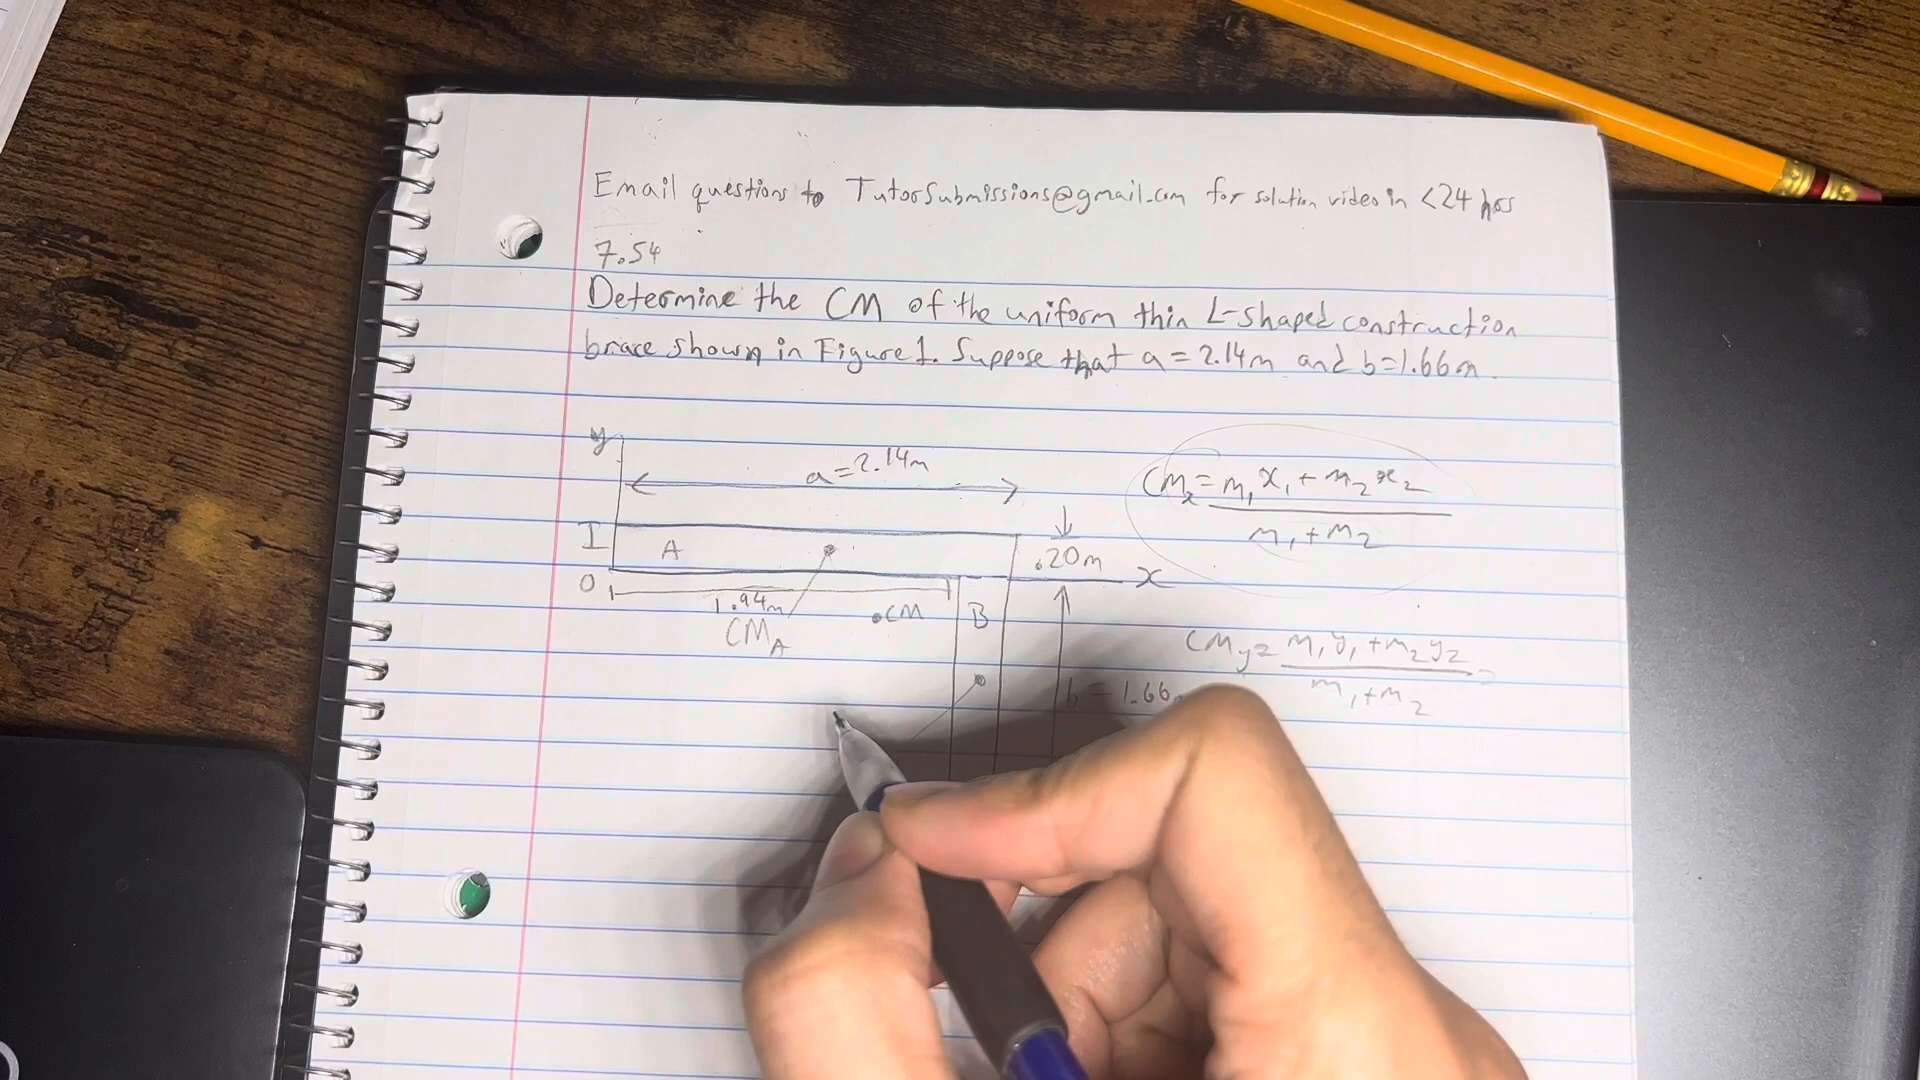 Email questions to TutorSubmissions@gmail.com for solution video in <24 hrs
7.54
Determine the CM of the uniform thin L-shaped construction
brace shown in Figure 1. Suppose that a = 2.14m and b=1.66m.
y
a=2.14m
CMx = m1x1 + m2x2
m1 + m2
A
.20m
x
O
1.94m
.CM
B
CMA
CMy = m1y1 + m2y2 =
m1 + m2
b = 1.66